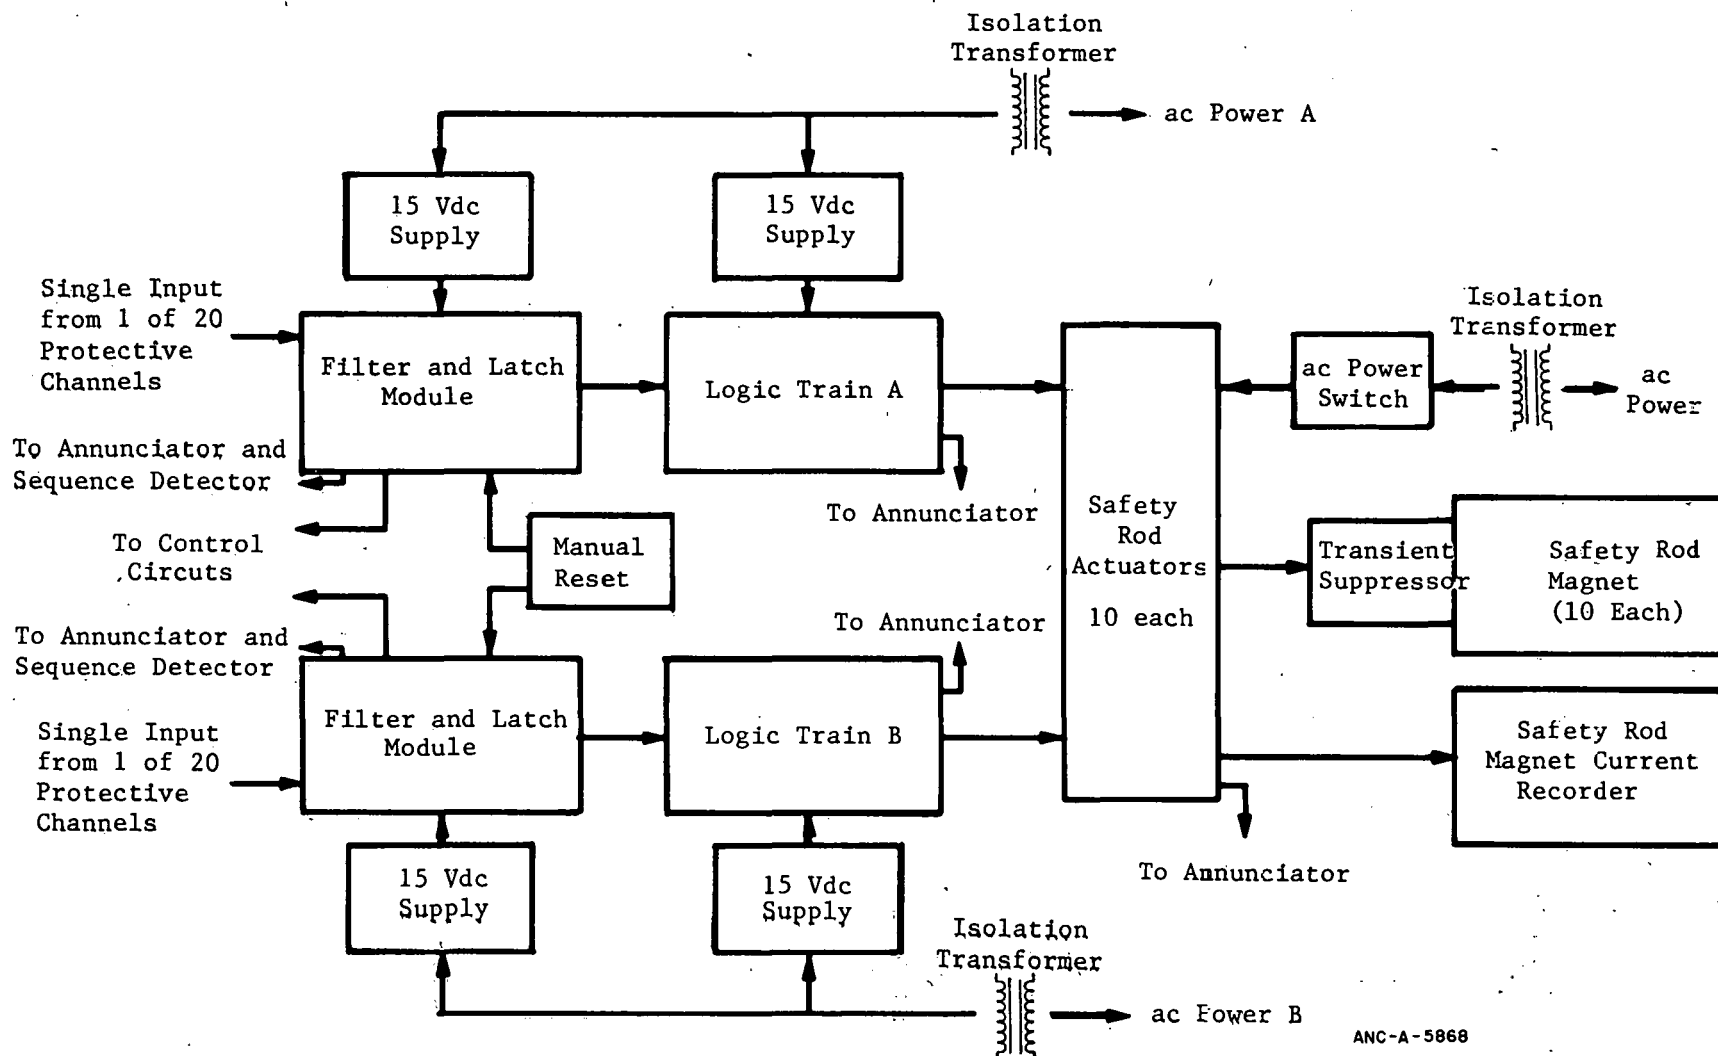 Isolation
Transformer
ac Power A
15 Vdc
Supply
15 Vdc
Supply
Single Input
from 1 of 20
Protective
Channels
Filter and Latch
Module
Logic Train A
Isolation
Transformer
ac Power
Switch
ac
Power
To Annunciator and
Sequence Detector
To Annunciator
Safety
Rod
Actuators
10 each
To Control
Circuts
Manual
Reset
Transient
Suppressor
Safety Rod
Magnet
(10 Each)
To Annunciator and
Sequence Detector
To Annunciator
Single Input
from 1 of 20
Protective
Channels
Filter and Latch
Module
Logic Train B
Safety Rod
Magnet Current
Recorder
To Annunciator
15 Vdc
Supply
15 Vdc
Supply
Isolation
Transformer
ac Power B
ANC-A-5868